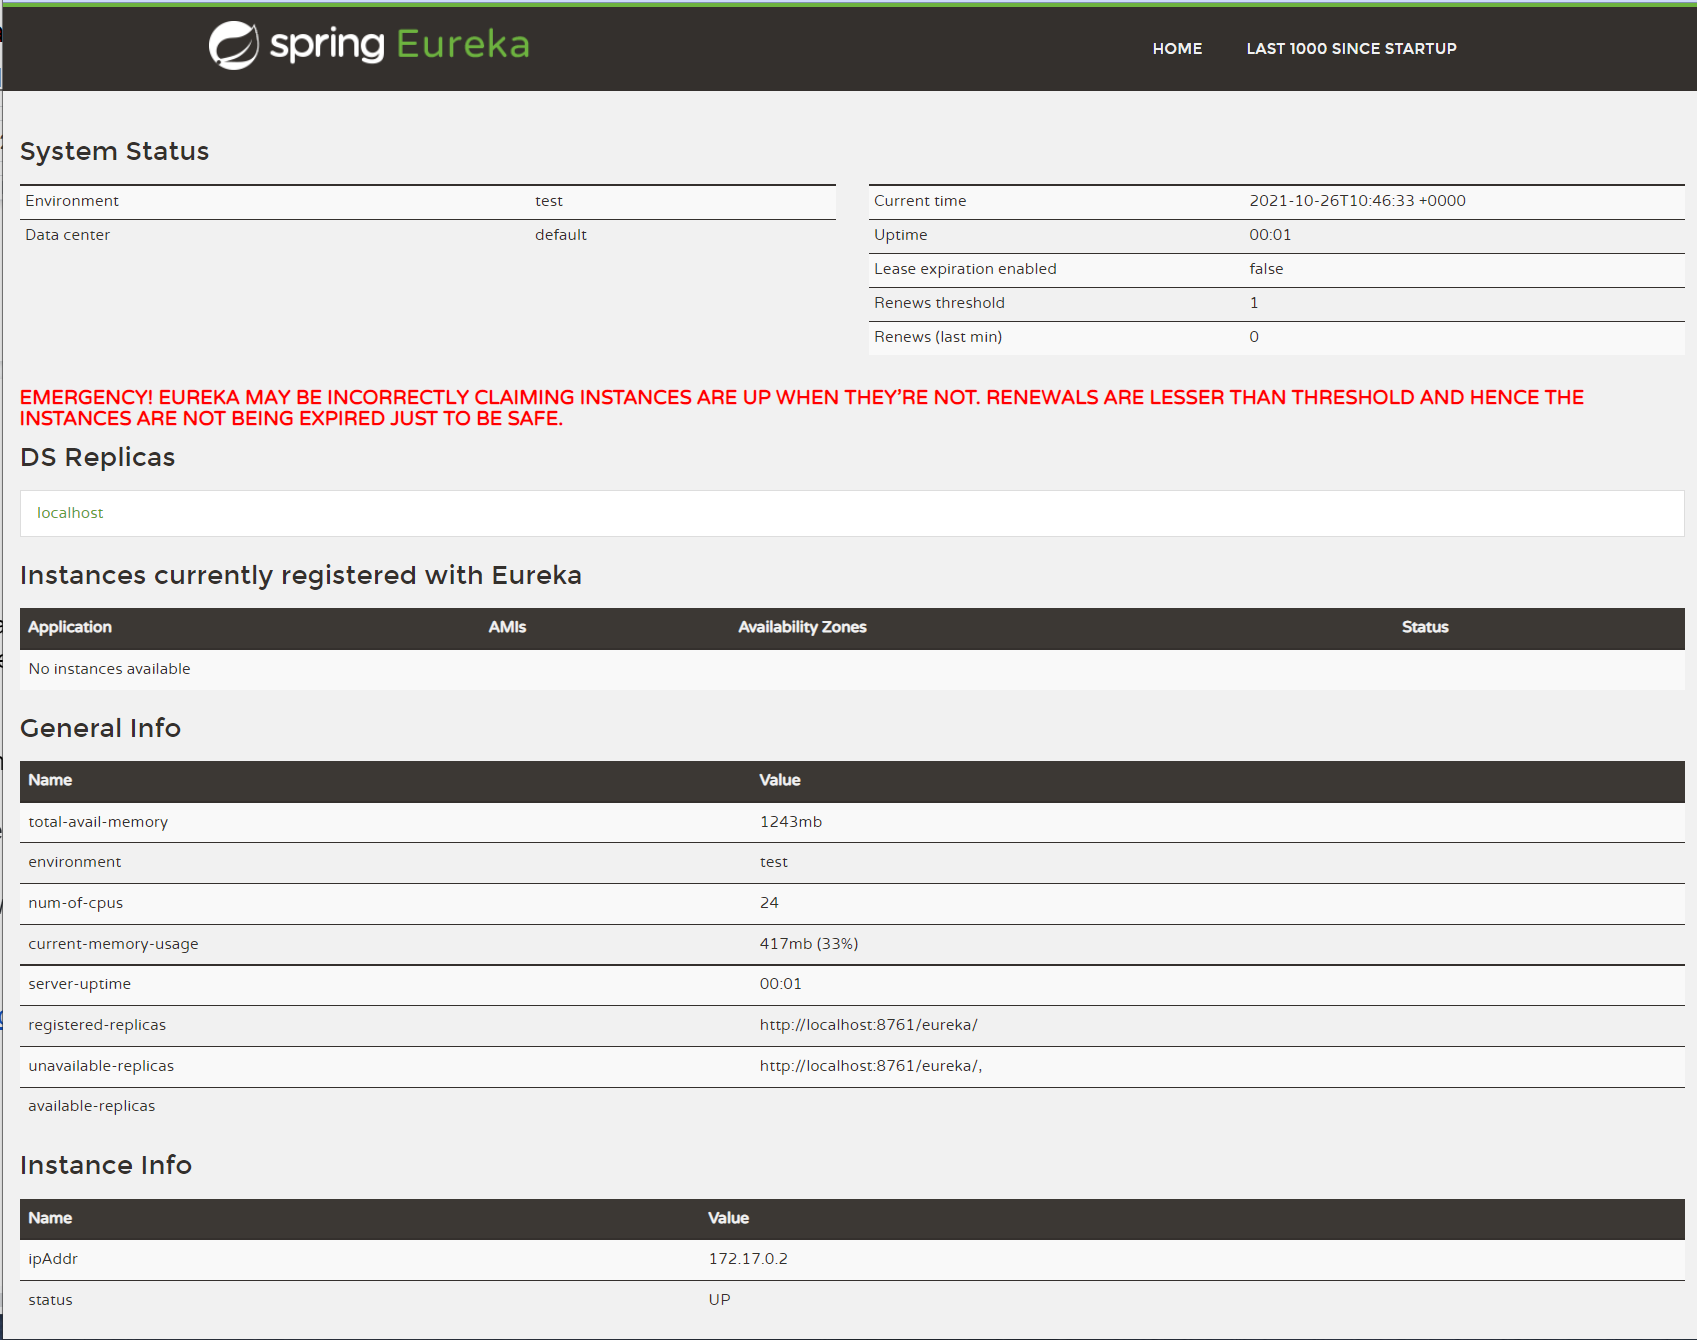 spring Eureka
HOME LAST 1000 SINCE STARTUP
System Status
Environment test
Data center default
Current time 2021-10-26T10:46:33 +0000
Uptime 00:01
Lease expiration enabled false
Renews threshold 1
Renews (last min) 0
EMERGENCY! EUREKA MAY BE INCORRECTLY CLAIMING INSTANCES ARE UP WHEN THEY'RE NOT. RENEWALS ARE LESSER THAN THRESHOLD AND HENCE THE
INSTANCES ARE NOT BEING EXPIRED JUST TO BE SAFE.
DS Replicas
localhost
Instances currently registered with Eureka
Application AMIs Availability Zones Status
No instances available
General Info
Name Value
total-avail-memory 1243mb
environment test
num-of-cpus 24
current-memory-usage 417mb (33%)
server-uptime 00:01
registered-replicas http://localhost:8761/eureka/
unavailable-replicas http://localhost:8761/eureka/,
available-replicas
Instance Info
Name Value
ipAddr 172.17.0.2
status UP